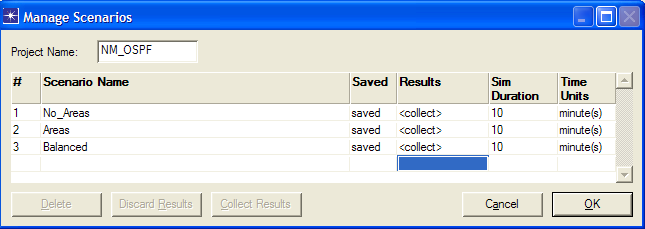 Manage Scenarios
Project Name: NM_OSPF
# Scenario Name Saved Results Sim Duration Time Units
1 No_Areas saved <collect> 10 minute(s)
2 Areas saved <collect> 10 minute(s)
3 Balanced saved <collect> 10 minute(s)
Delete Discard Results Collect Results Cancel OK